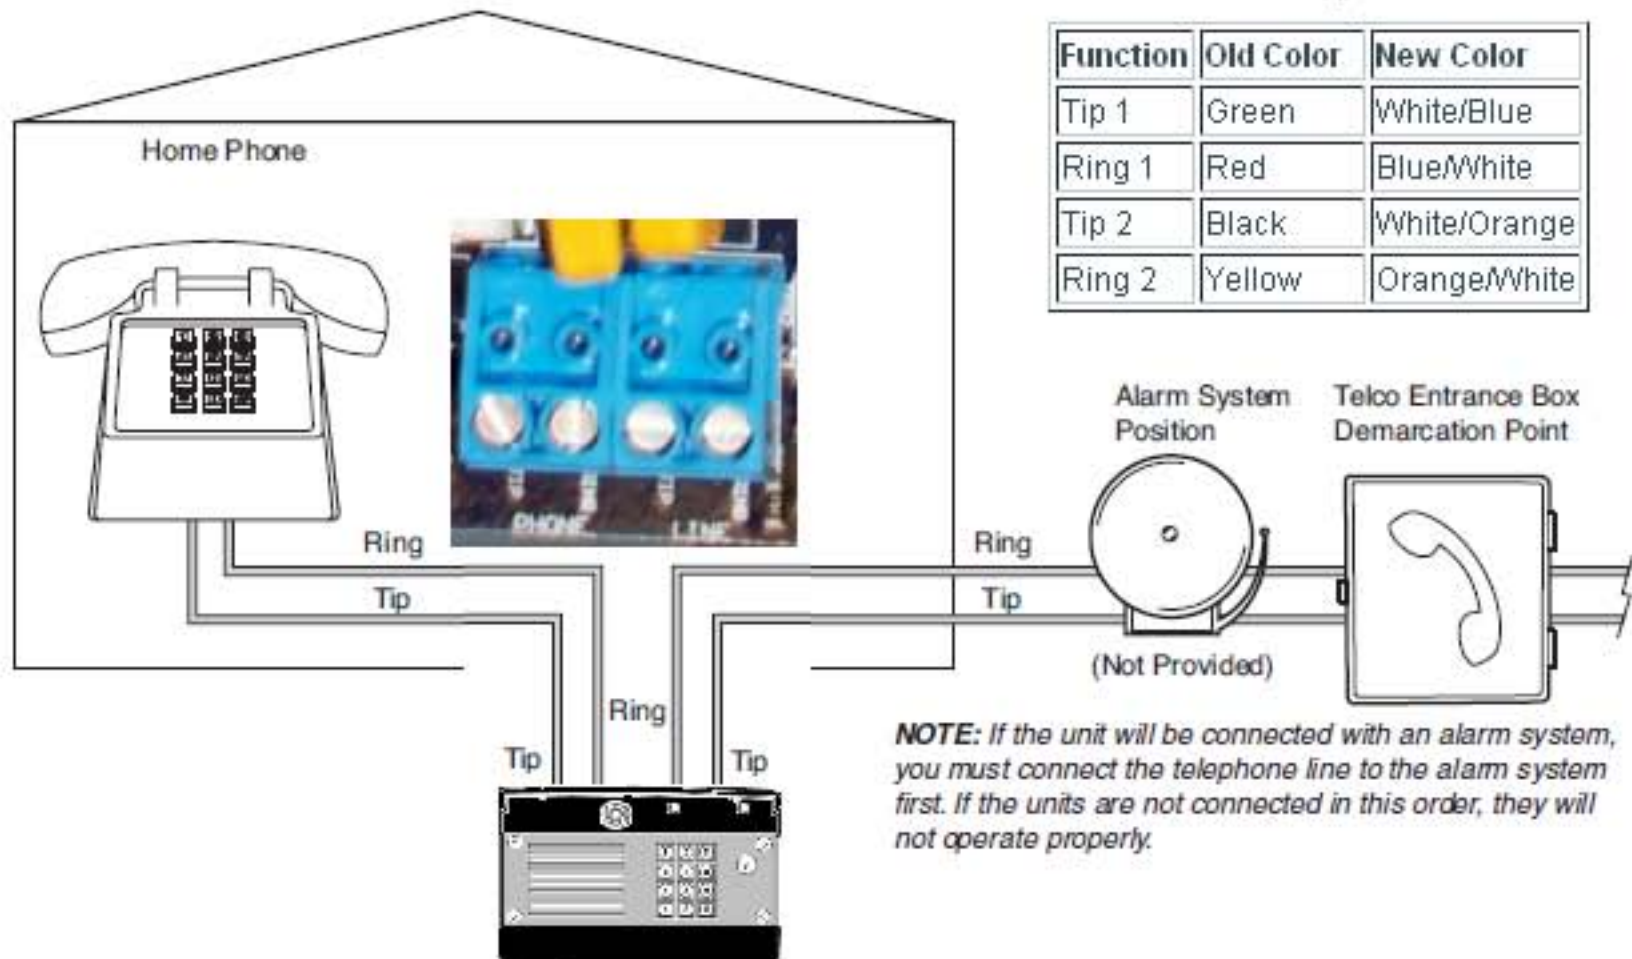 Function Old Color New Color
Tip 1 Green White/Blue
Ring 1 Red Blue/White
Tip 2 Black White/Orange
Ring 2 Yellow Orange/White
Home Phone
Alarm System
Position
Telco Entrance Box
Demarcation Point
PHONE LINE
Ring
Tip
Ring
Tip
(Not Provided)
Ring
Tip
Tip
NOTE: If the unit will be connected with an alarm system,
you must connect the telephone line to the alarm system
first. If the units are not connected in this order, they will
not operate properly.